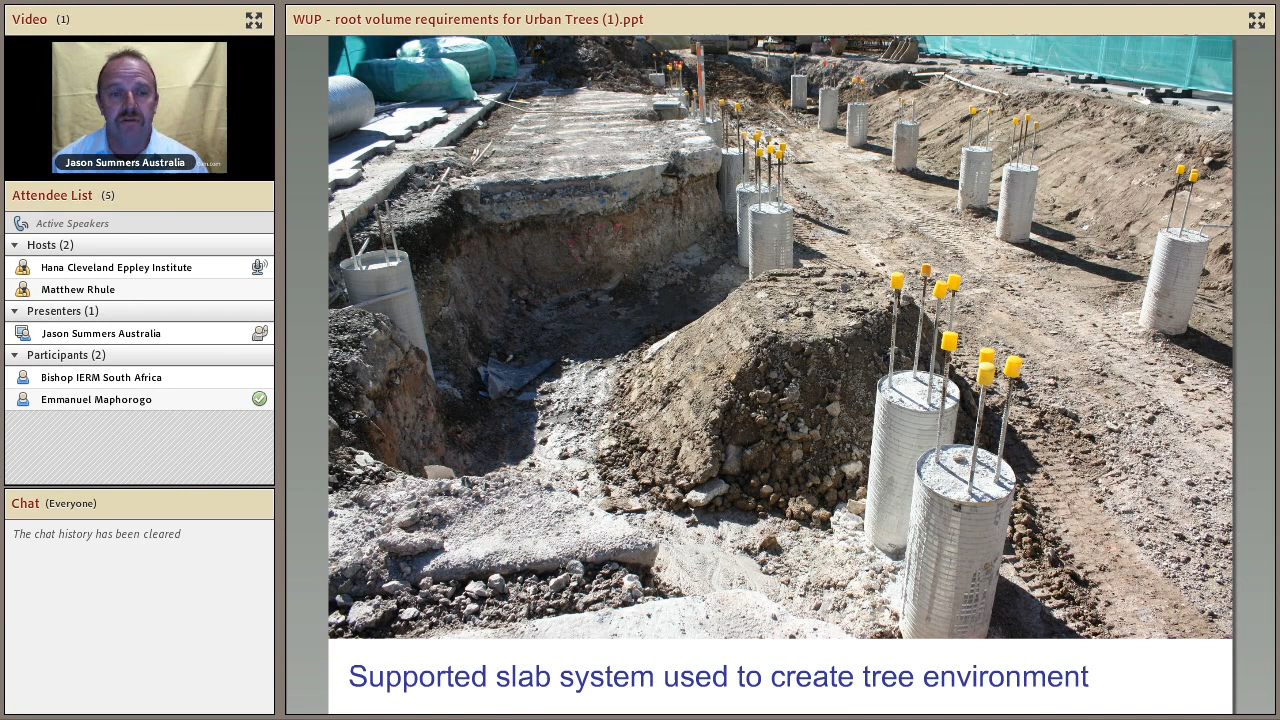 Video (1)
Jason Summers Australia
Attendee List (5)
Active Speakers
Hosts (2)
Hana Cleveland Eppley Institute
Matthew Rhule
Presenters (1)
Jason Summers Australia
Participants (2)
Bishop IERM South Africa
Emmanuel Maphorogo
Chat (Everyone)
The chat history has been cleared
WUP - root volume requirements for Urban Trees (1).ppt
Supported slab system used to create tree environment